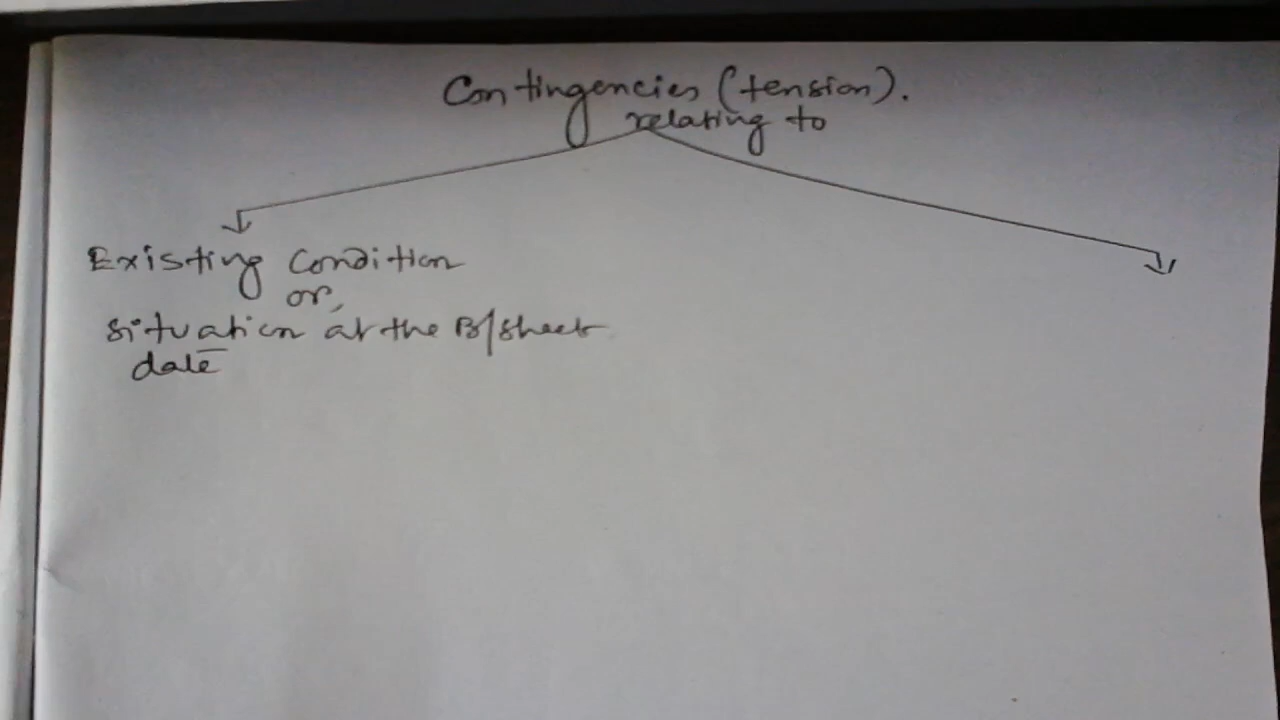 Contingencies (tension).
relating to
Existing Condition
or,
situation at the B/Sheet
date